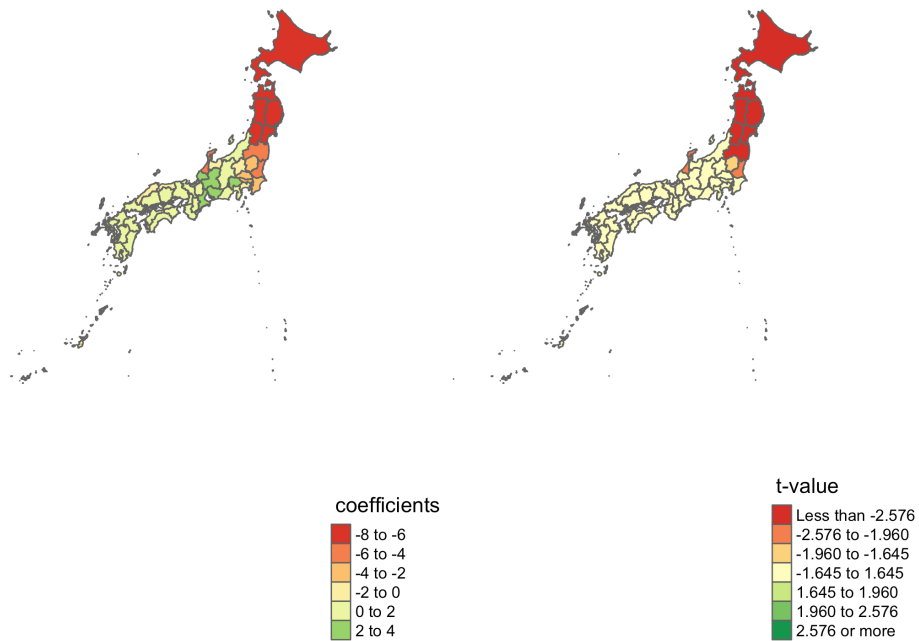 coefficients
-8 to -6
-6 to -4
-4 to -2
-2 to 0
0 to 2
2 to 4
t-value
Less than -2.576
-2.576 to -1.960
-1.960 to -1.645
-1.645 to 1.645
1.645 to 1.960
1.960 to 2.576
2.576 or more